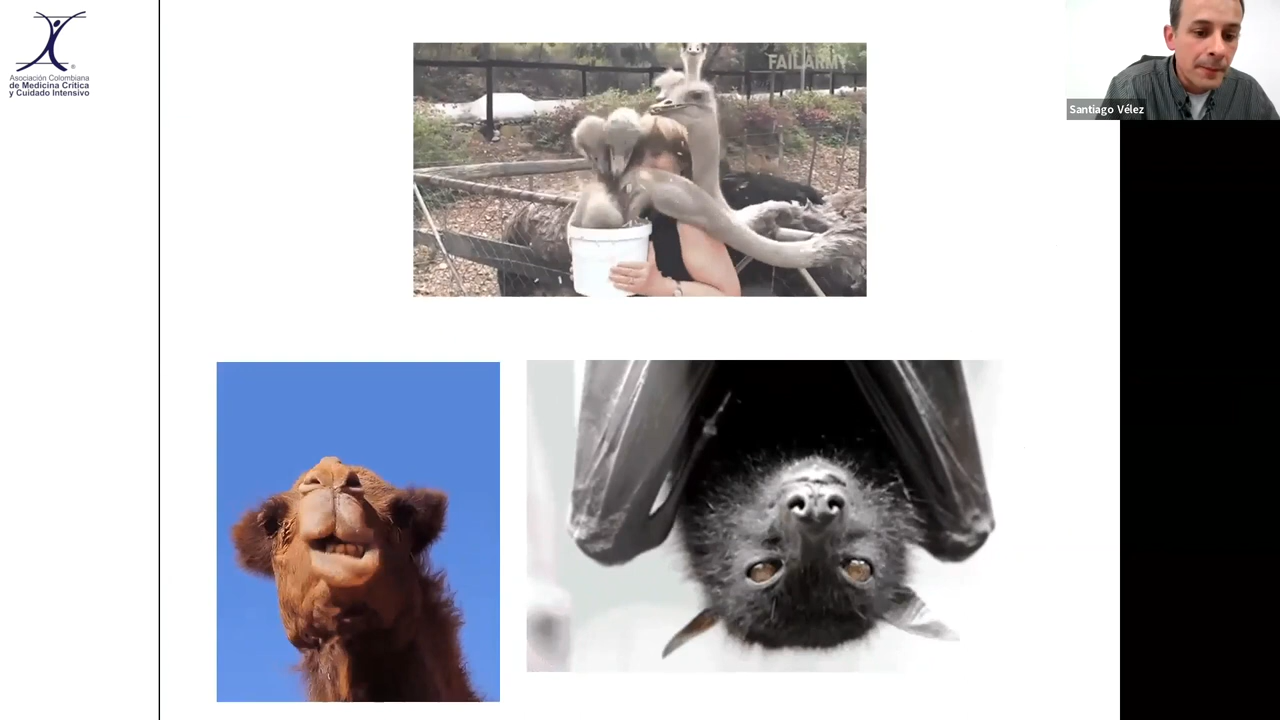 Asociación Colombiana
de Medicina Crítica
y Cuidado Intensivo
FAILARMY
Santiago Vélez